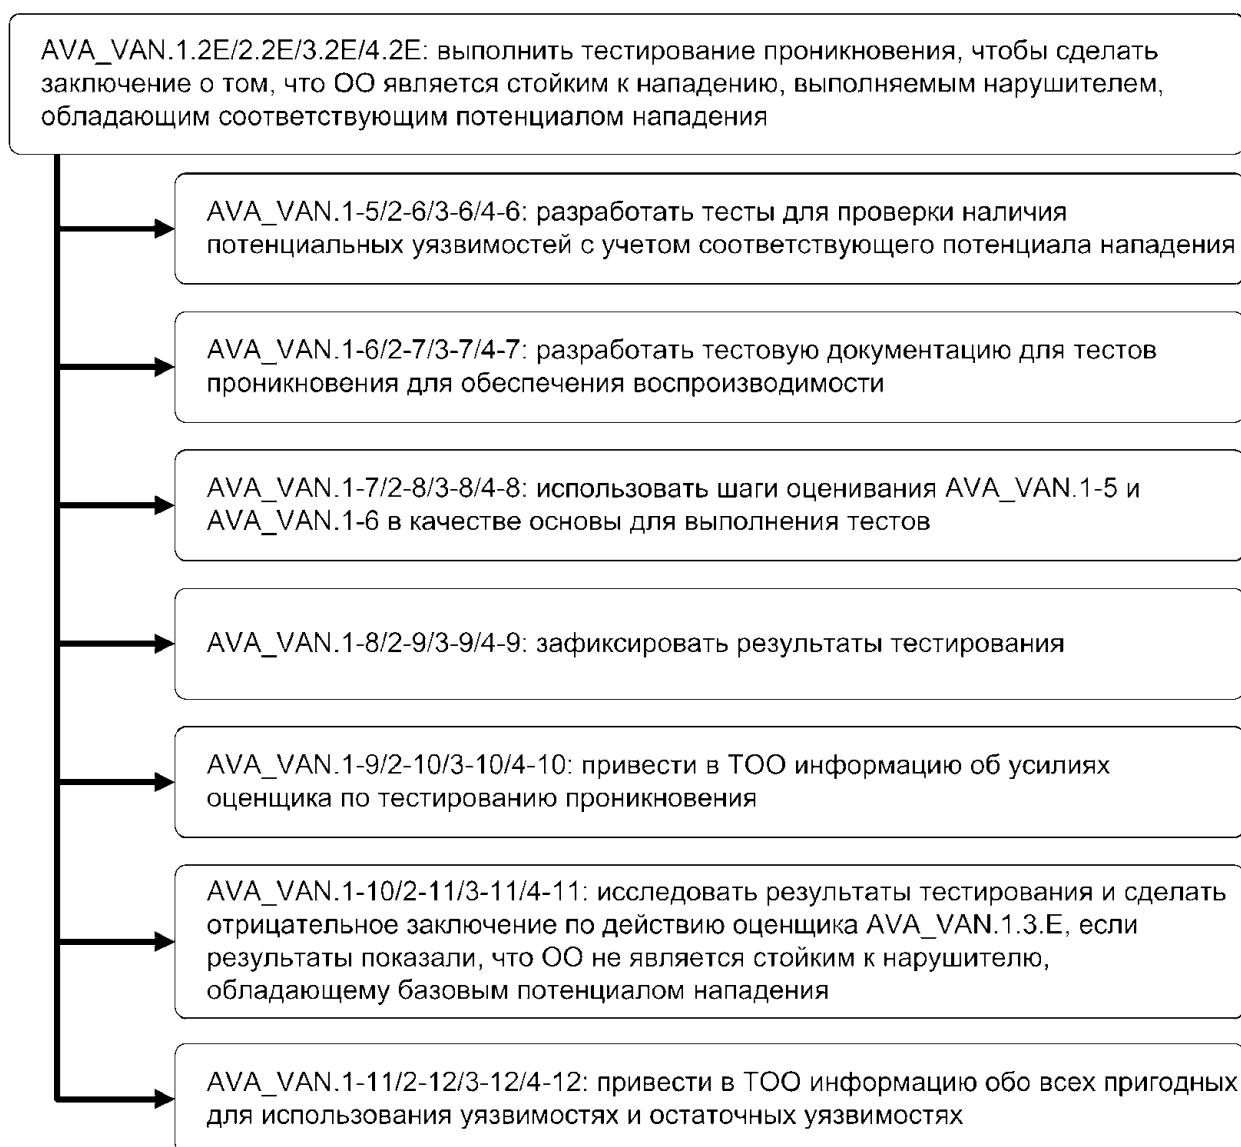 AVA_VAN.1.2E/2.2E/3.2E/4.2E: выполнить тестирование проникновения, чтобы сделать
заключение о том, что ОО является стойким к нападению, выполняемым нарушителем,
обладающим соответствующим потенциалом нападения
AVA_VAN.1-5/2-6/3-6/4-6: разработать тесты для проверки наличия
потенциальных уязвимостей с учетом соответствующего потенциала нападения
AVA_VAN.1-6/2-7/3-7/4-7: разработать тестовую документацию для тестов
проникновения для обеспечения воспроизводимости
AVA_VAN.1-7/2-8/3-8/4-8: использовать шаги оценивания AVA_VAN.1-5 и
AVA_VAN.1-6 в качестве основы для выполнения тестов
AVA_VAN.1-8/2-9/3-9/4-9: зафиксировать результаты тестирования
AVA_VAN.1-9/2-10/3-10/4-10: привести в ТОО информацию об усилиях
оценщика по тестированию проникновения
AVA_VAN.1-10/2-11/3-11/4-11: исследовать результаты тестирования и сделать
отрицательное заключение по действию оценщика AVA_VAN.1.3.E, если
результаты показали, что ОО не является стойким к нарушителю,
обладающему базовым потенциалом нападения
AVA_VAN.1-11/2-12/3-12/4-12: привести в ТОО информацию обо всех пригодных
для использования уязвимостях и остаточных уязвимостях